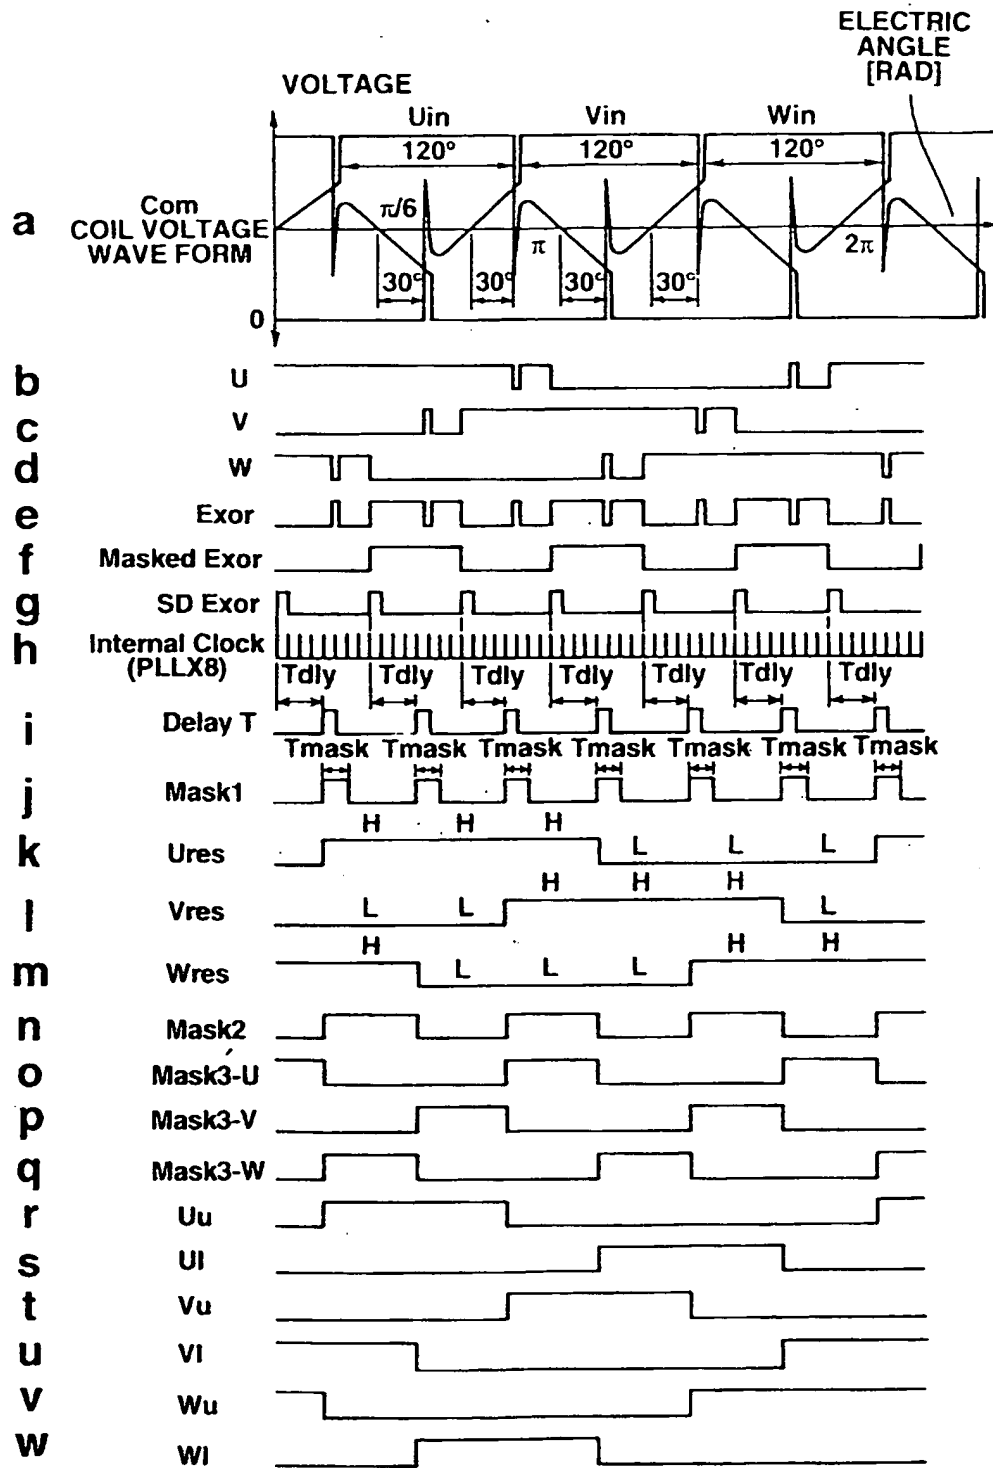 ELECTRIC
ANGLE
[RAD]
VOLTAGE
Uin Vin Win
120° 120° 120°
a
Com
COIL VOLTAGE
WAVE FORM
π/6 π 2π
30° 30° 30° 30°
0
b U
c V
d W
e Exor
f Masked Exor
g SD Exor
h Internal Clock
(PLLX8)
Tdly Tdly Tdly Tdly Tdly Tdly Tdly
i Delay T
Tmask Tmask Tmask Tmask Tmask Tmask Tmask
j Mask1
H H H
k Ures L L L
H H H
l Vres L L L
H H H
m Wres L L L
n Mask2
o Mask3-U
p Mask3-V
q Mask3-W
r Uu
s Ul
t Vu
u Vl
v Wu
w Wl